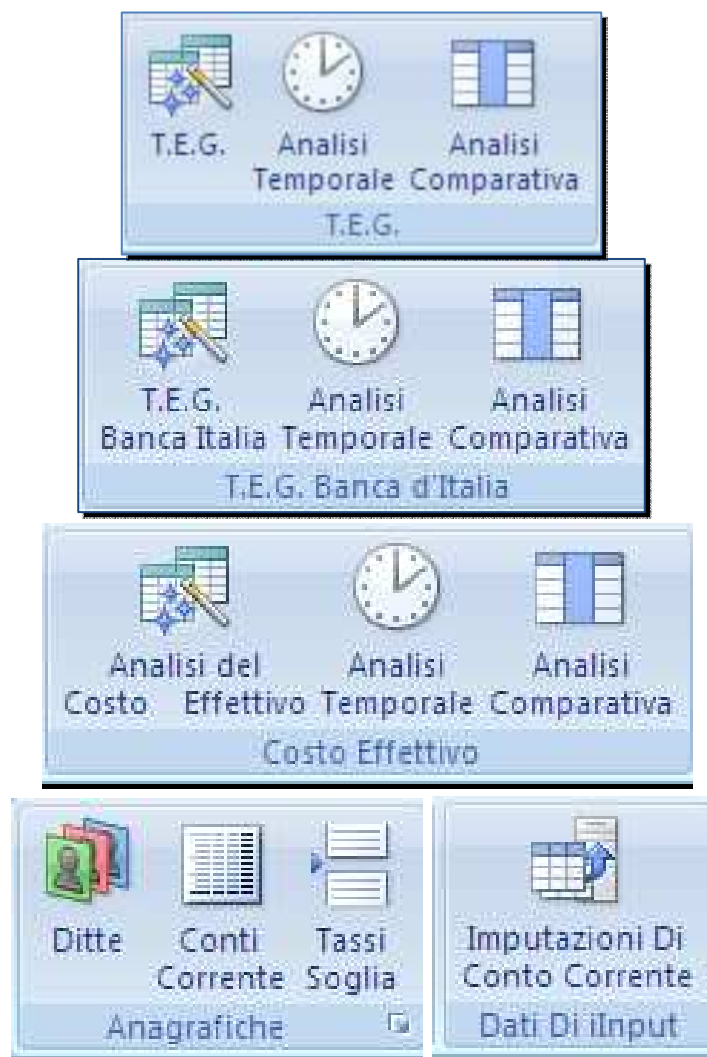 T.E.G. Analisi Analisi
Temporale Comparativa
T.E.G.
T.E.G. Analisi Analisi
Banca Italia Temporale Comparativa
T.E.G. Banca d'Italia
Analisi del Analisi Analisi
Costo Effettivo Temporale Comparativa
Costo Effettivo
Ditte Conti Tassi
Corrente Soglia
Anagrafiche
Imputazioni Di
Conto Corrente
Dati Di iInput